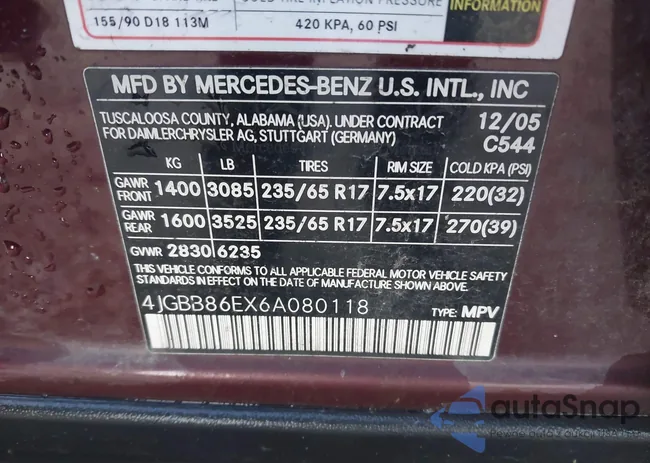 COLD TIRE INFLATION PRESSURE
INFORMATION
155/90 D18 113M
420 KPA, 60 PSI
MFD BY MERCEDES-BENZ U.S. INTL., INC
TUSCALOOSA COUNTY, ALABAMA (USA). UNDER CONTRACT
FOR DAIMLERCHRYSLER AG, STUTTGART (GERMANY)
12/05
C544
KG LB TIRES RIM SIZE COLD KPA (PSI)
GAWR FRONT 1400 3085 235/65 R17 7.5x17 220(32)
GAWR REAR 1600 3525 235/65 R17 7.5x17 270(39)
GVWR 2830 6235
THIS VEHICLE CONFORMS TO ALL APPLICABLE FEDERAL MOTOR VEHICLE SAFETY
STANDARDS IN EFFECT ON THE DATE OF MANUFACTURE SHOWN ABOVE
4JGBB86EX6A080118
TYPE: MPV
autoSnap